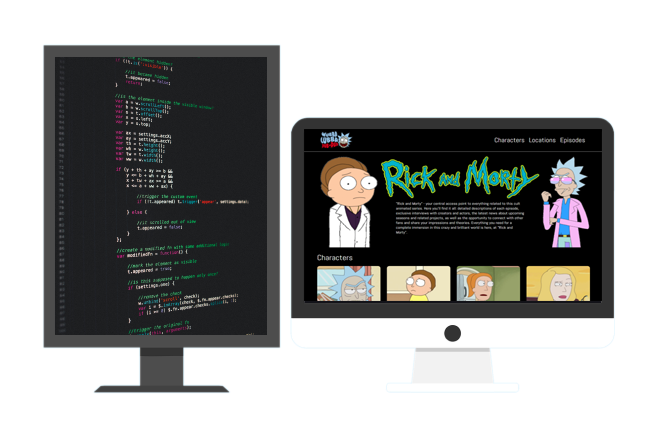 if (!t.is(':visible')) {
//it became hidden
t.appeared = false;
return;
}
//is the element inside the visible window
var a = w.scrollLeft();
var b = w.scrollTop();
var o = t.offset();
var x = o.left;
var y = o.top;
var ax = settings.accX;
var ay = settings.accY;
var th = t.height();
var wh = w.height();
var tw = t.width();
var ww = w.width();
if (y + th + ay >= b &&
y <= b + wh + ay &&
x + tw + ax >= a &&
x <= a + ww + ax) {
//trigger the custom event
if (!t.appeared) t.trigger('appear', settings.data);
} else {
//it scrolled out of view
t.appeared = false;
}
};
//create a modified fn with some additional logic
var modifiedFn = function() {
//mark the element as visible
t.appeared = true;
//is this supposed to happen only once?
if (settings.one) {
//remove the check
w.unbind('scroll', check);
var i = $.inArray(check, $.fn.appear.checks);
if (i >= 0) $.fn.appear.checks.splice(i, 1);
}
//trigger the original fn
Characters Locations Episodes
Rick and Morty
"Rick and Morty" - your central access point to everything related to this cult
animated series. Here you'll find it all: detailed descriptions of each episode,
exclusive interviews with creators and actors, the latest news about upcoming
seasons and related projects, as well as the opportunity to connect with other
fans and share your impressions and theories. Everything you need for a
complete immersion in this crazy and brilliant world is here, at "Rick and
Morty".
Characters